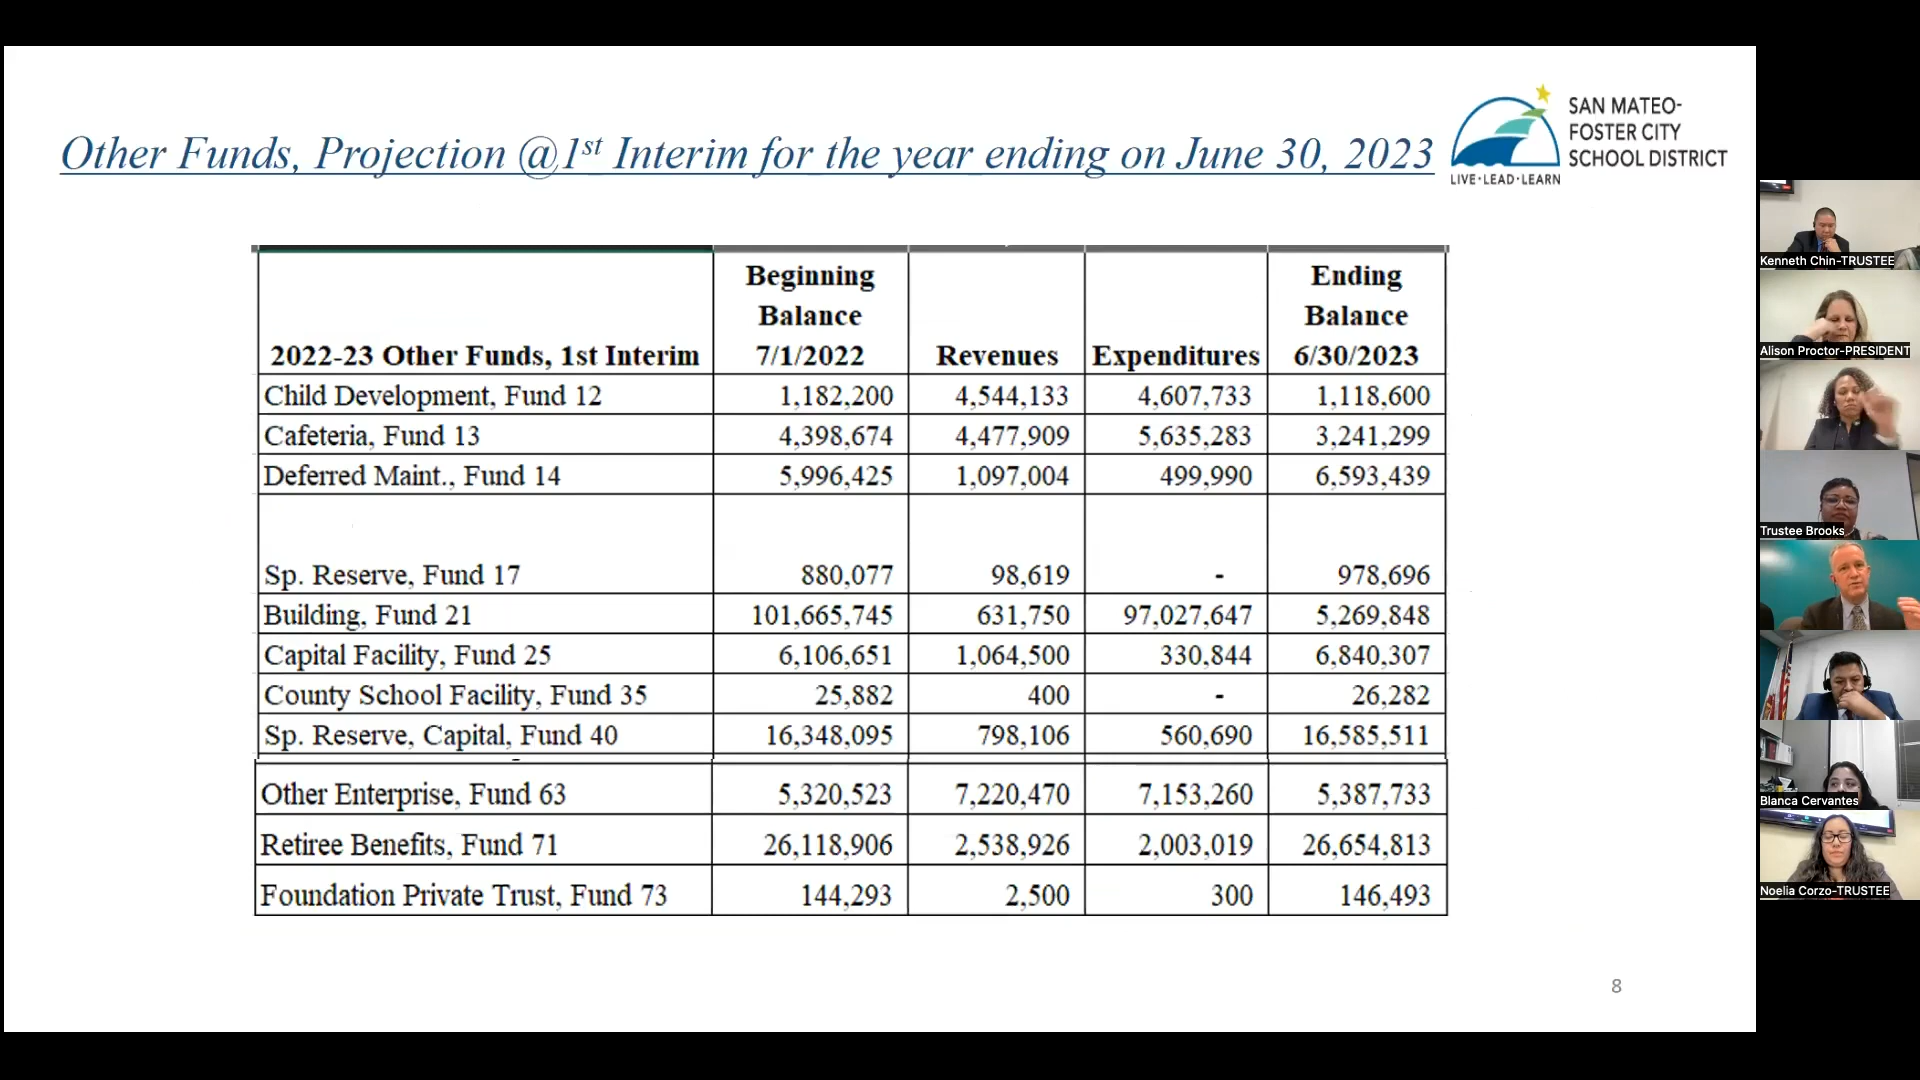 Other Funds, Projection @1st Interim for the year ending on June 30, 2023
SAN MATEO-
FOSTER CITY
SCHOOL DISTRICT
LIVE·LEAD·LEARN
2022-23 Other Funds, 1st Interim Beginning Balance 7/1/2022 Revenues Expenditures Ending Balance 6/30/2023
Child Development, Fund 12 1,182,200 4,544,133 4,607,733 1,118,600
Cafeteria, Fund 13 4,398,674 4,477,909 5,635,283 3,241,299
Deferred Maint., Fund 14 5,996,425 1,097,004 499,990 6,593,439
Sp. Reserve, Fund 17 880,077 98,619 - 978,696
Building, Fund 21 101,665,745 631,750 97,027,647 5,269,848
Capital Facility, Fund 25 6,106,651 1,064,500 330,844 6,840,307
County School Facility, Fund 35 25,882 400 - 26,282
Sp. Reserve, Capital, Fund 40 16,348,095 798,106 560,690 16,585,511
Other Enterprise, Fund 63 5,320,523 7,220,470 7,153,260 5,387,733
Retiree Benefits, Fund 71 26,118,906 2,538,926 2,003,019 26,654,813
Foundation Private Trust, Fund 73 144,293 2,500 300 146,493
8
Kenneth Chin-TRUSTEE
Alison Proctor-PRESIDENT
Trustee Brooks
Blanca Cervantes
Noelia Corzo-TRUSTEE